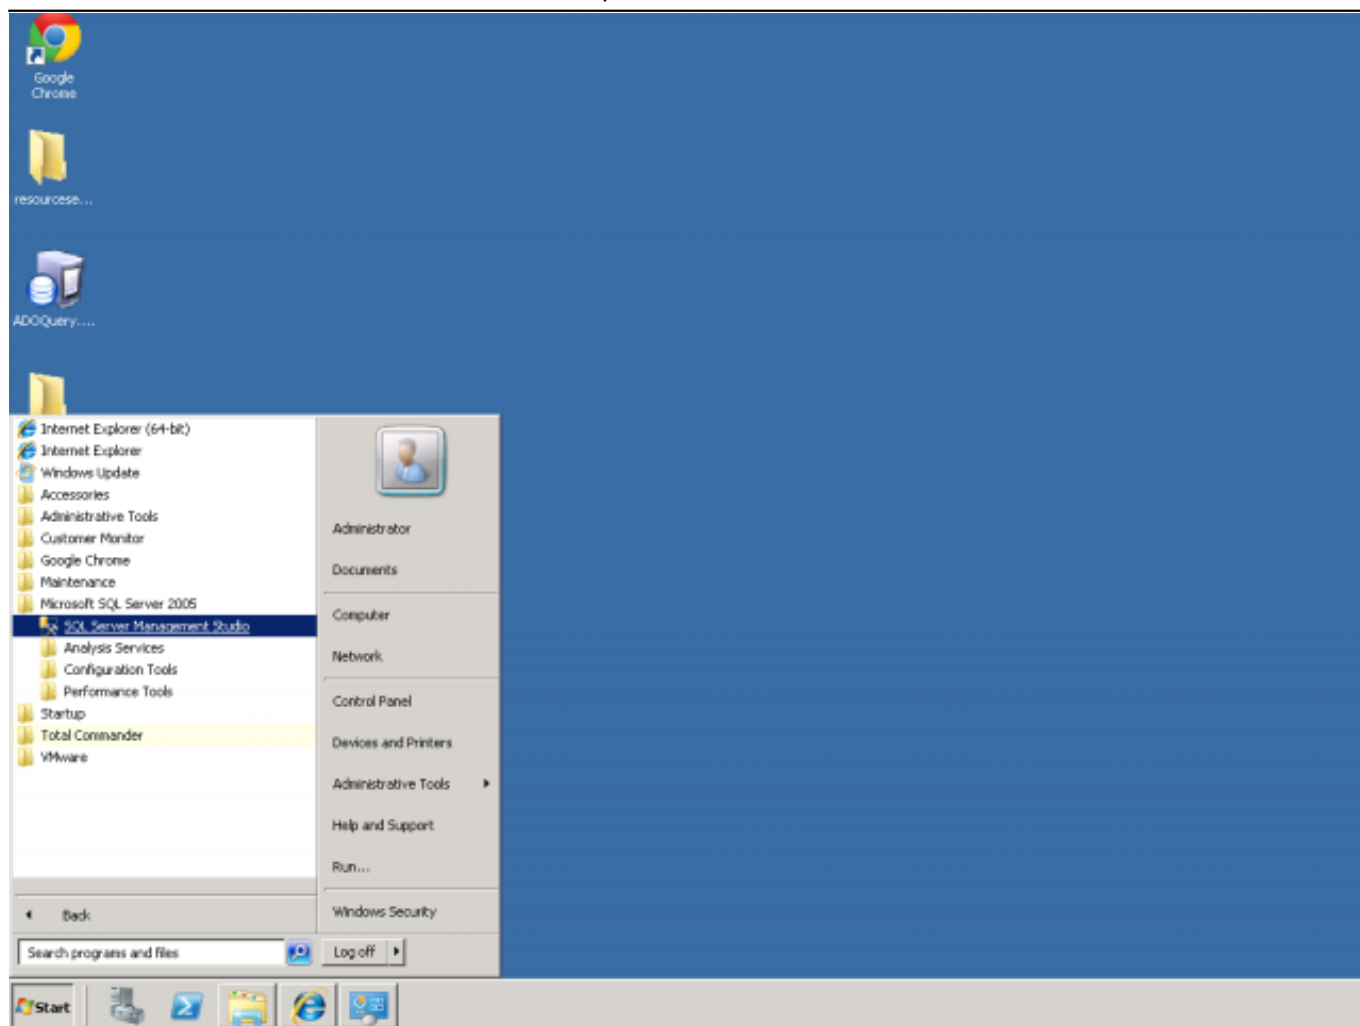 Google
Chrome
resourcese...
ADOQuery....
Internet Explorer (64-bit)
Internet Explorer
Windows Update
Accessories
Administrative Tools
Customer Monitor
Google Chrome
Maintenance
Microsoft SQL Server 2005
SQL Server Management Studio
Analysis Services
Configuration Tools
Performance Tools
Startup
Total Commander
VMware
Back
Search programs and files
Administrator
Documents
Computer
Network
Control Panel
Devices and Printers
Administrative Tools
Help and Support
Run...
Windows Security
Log off
Start